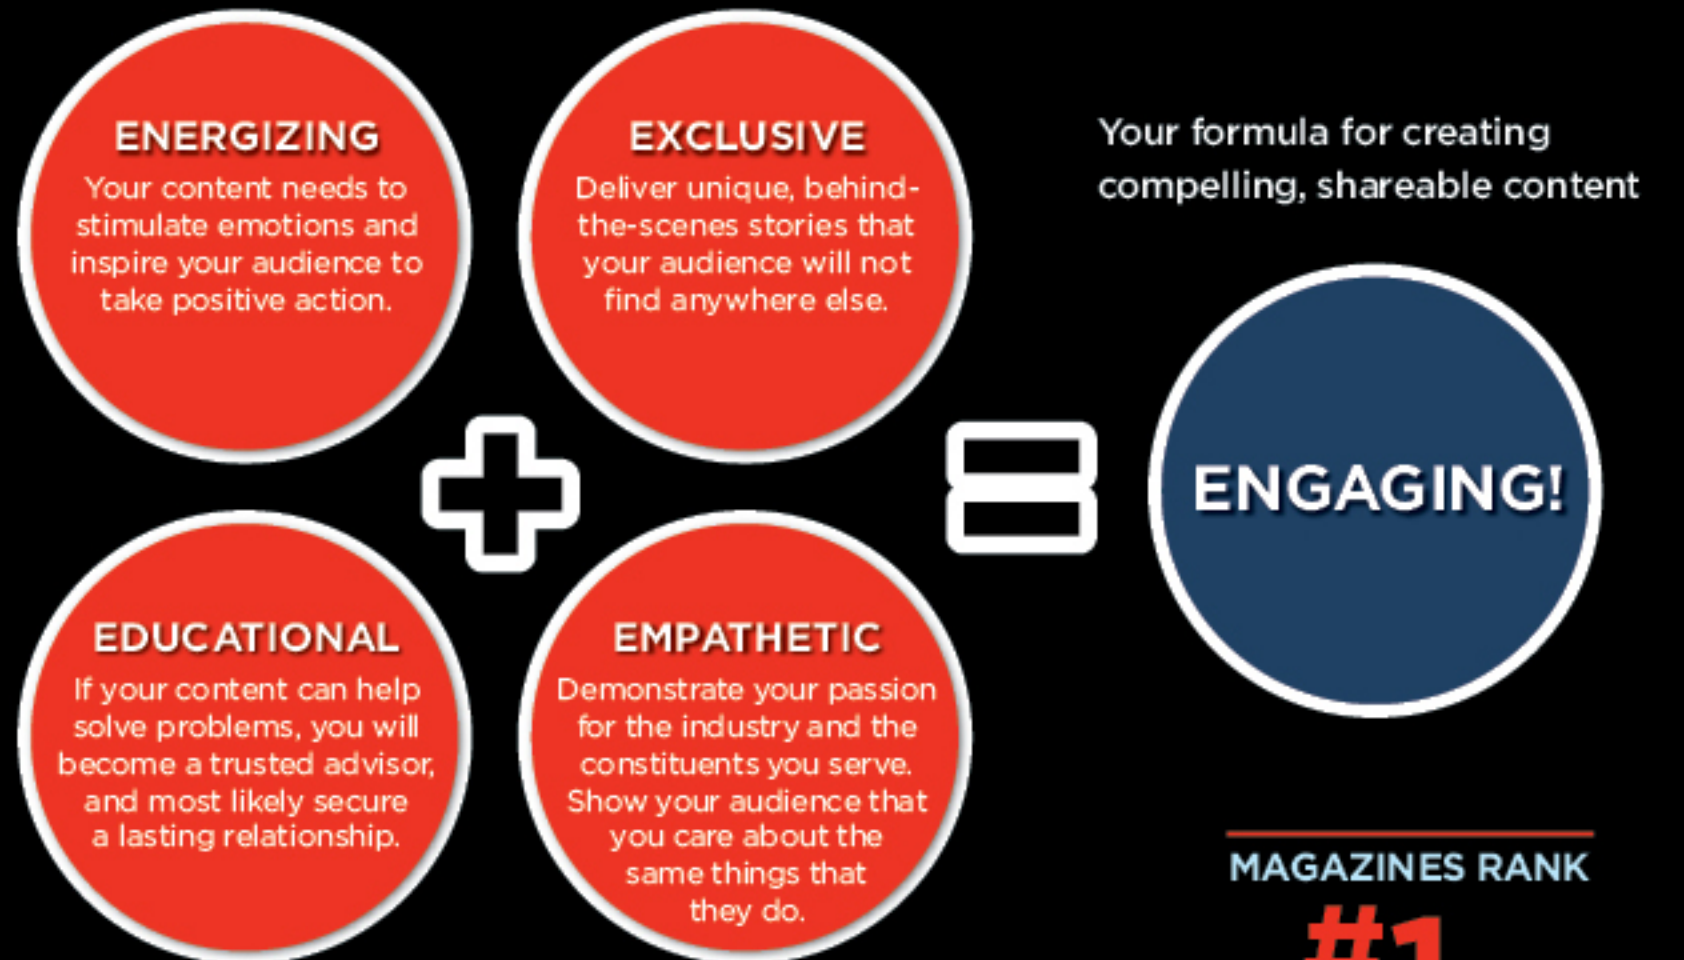 ENERGIZING
Your content needs to
stimulate emotions and
inspire your audience to
take positive action.
EXCLUSIVE
Deliver unique, behind-
the-scenes stories that
your audience will not
find anywhere else.
EDUCATIONAL
If your content can help
solve problems, you will
become a trusted advisor,
and most likely secure
a lasting relationship.
EMPATHETIC
Demonstrate your passion
for the industry and the
constituents you serve.
Show your audience that
you care about the
same things that
they do.
Your formula for creating
compelling, shareable content
ENGAGING!
MAGAZINES RANK
#1